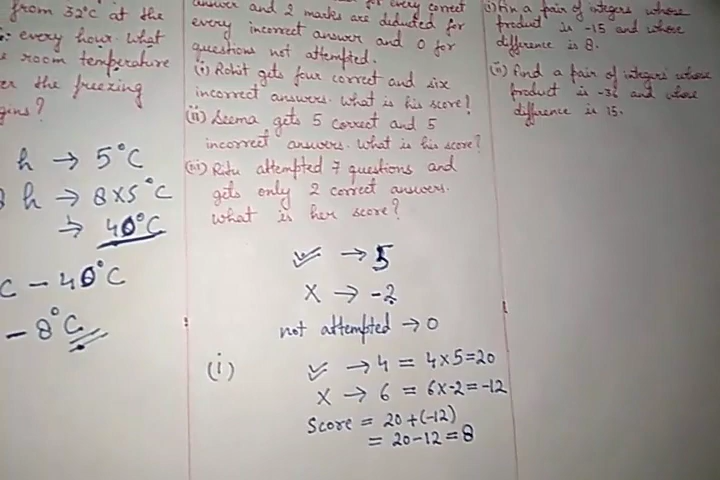 from 32°C at the
every hour. What
room temperature
the freezing
h → 5°C
h → 8×5°C
→ 40°C
C − 40°C
− 8°C
every correct
answer and 2 marks are deducted for
every incorrect answer and 0 for
questions not attempted.
(i) Rohit gets four correct and six
incorrect answers. What is his score?
(ii) Seema gets 5 correct and 5
incorrect answers. What is his score?
(iii) Ritu attempted 7 questions and
gets only 2 correct answers.
What is her score?
✓ → 5
X → -2
not attempted → 0
(i) ✓ → 4 = 4×5=20
X → 6 = 6×-2=-12
Score = 20+(-12)
= 20-12=8
a pair of integers whose
product is -15 and whose
difference is 8.
(ii) Find a pair of integers whose
product is -36 and whose
difference is 15.